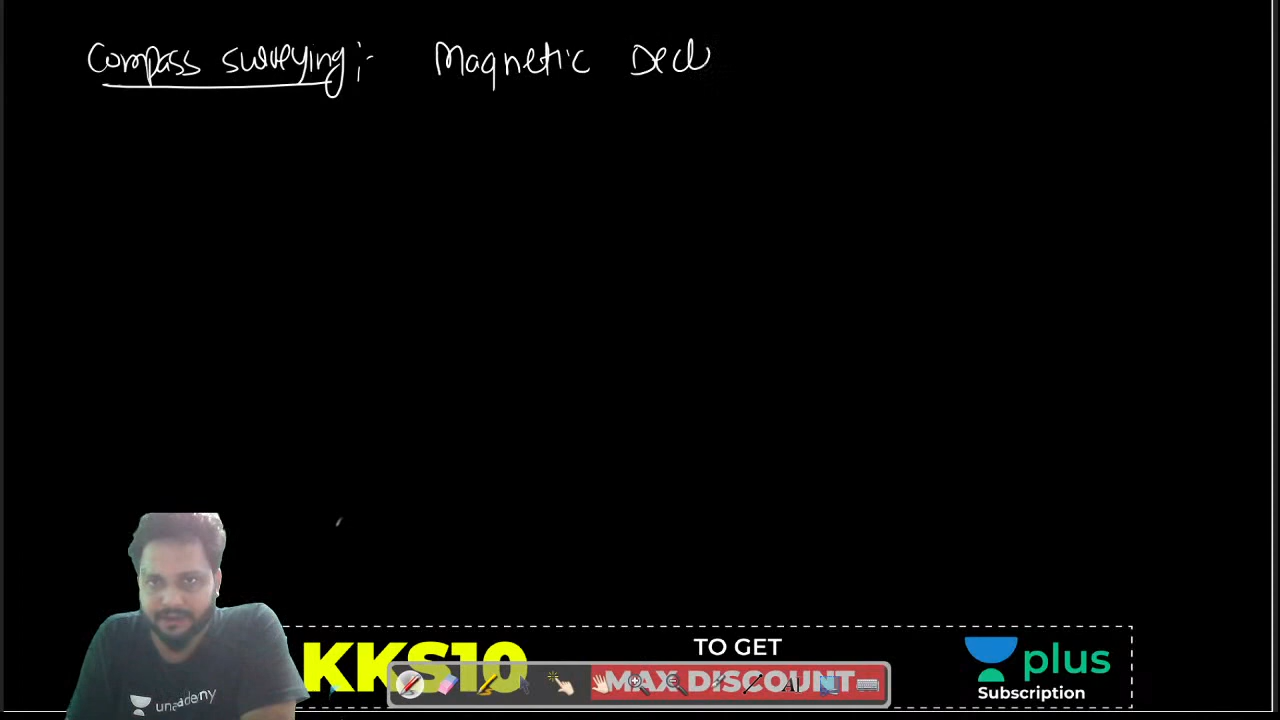 Compass surveying :- Magnetic Decl
unacademy
KKS10
TO GET
MAX DISCOUNT
plus
Subscription